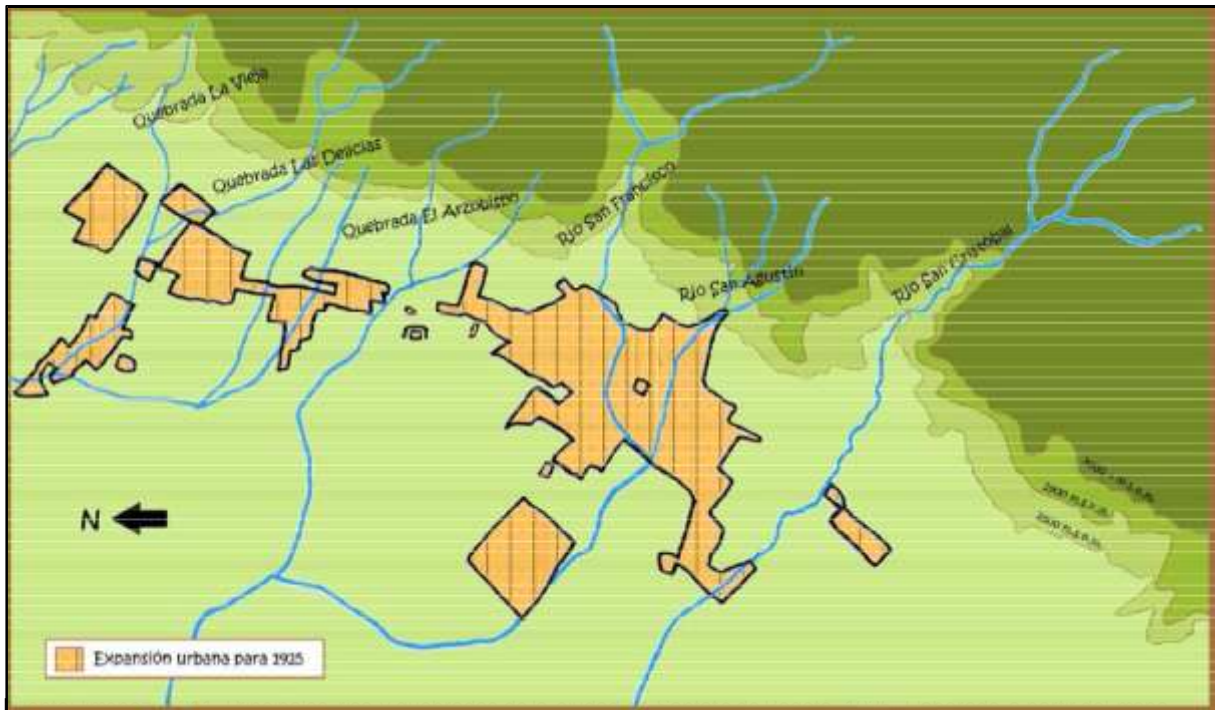 Quebrada La Vieja
Quebrada Las Delicias
Quebrada El Arzobispo
Río San Francisco
Río San Agustín
Río San Cristóbal
m.s.n.m.
m.s.n.m.
m.s.n.m.
N
Expansión urbana para 1925